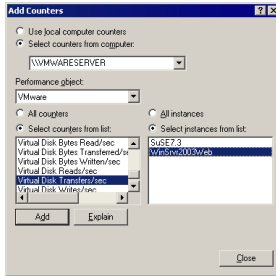 Add Counters
Use local computer counters
Select counters from computer:
\\VMWARESERVER
Performance object:
VMware
All counters
All instances
Select counters from list:
Select instances from list:
Virtual Disk Bytes Read/sec
Virtual Disk Bytes Transferred/se
Virtual Disk Bytes Written/sec
Virtual Disk Reads/sec
Virtual Disk Transfers/sec
Virtual Disk Writes/sec
SuSE7.3
WinSrvr2003Web
Add
Explain
Close